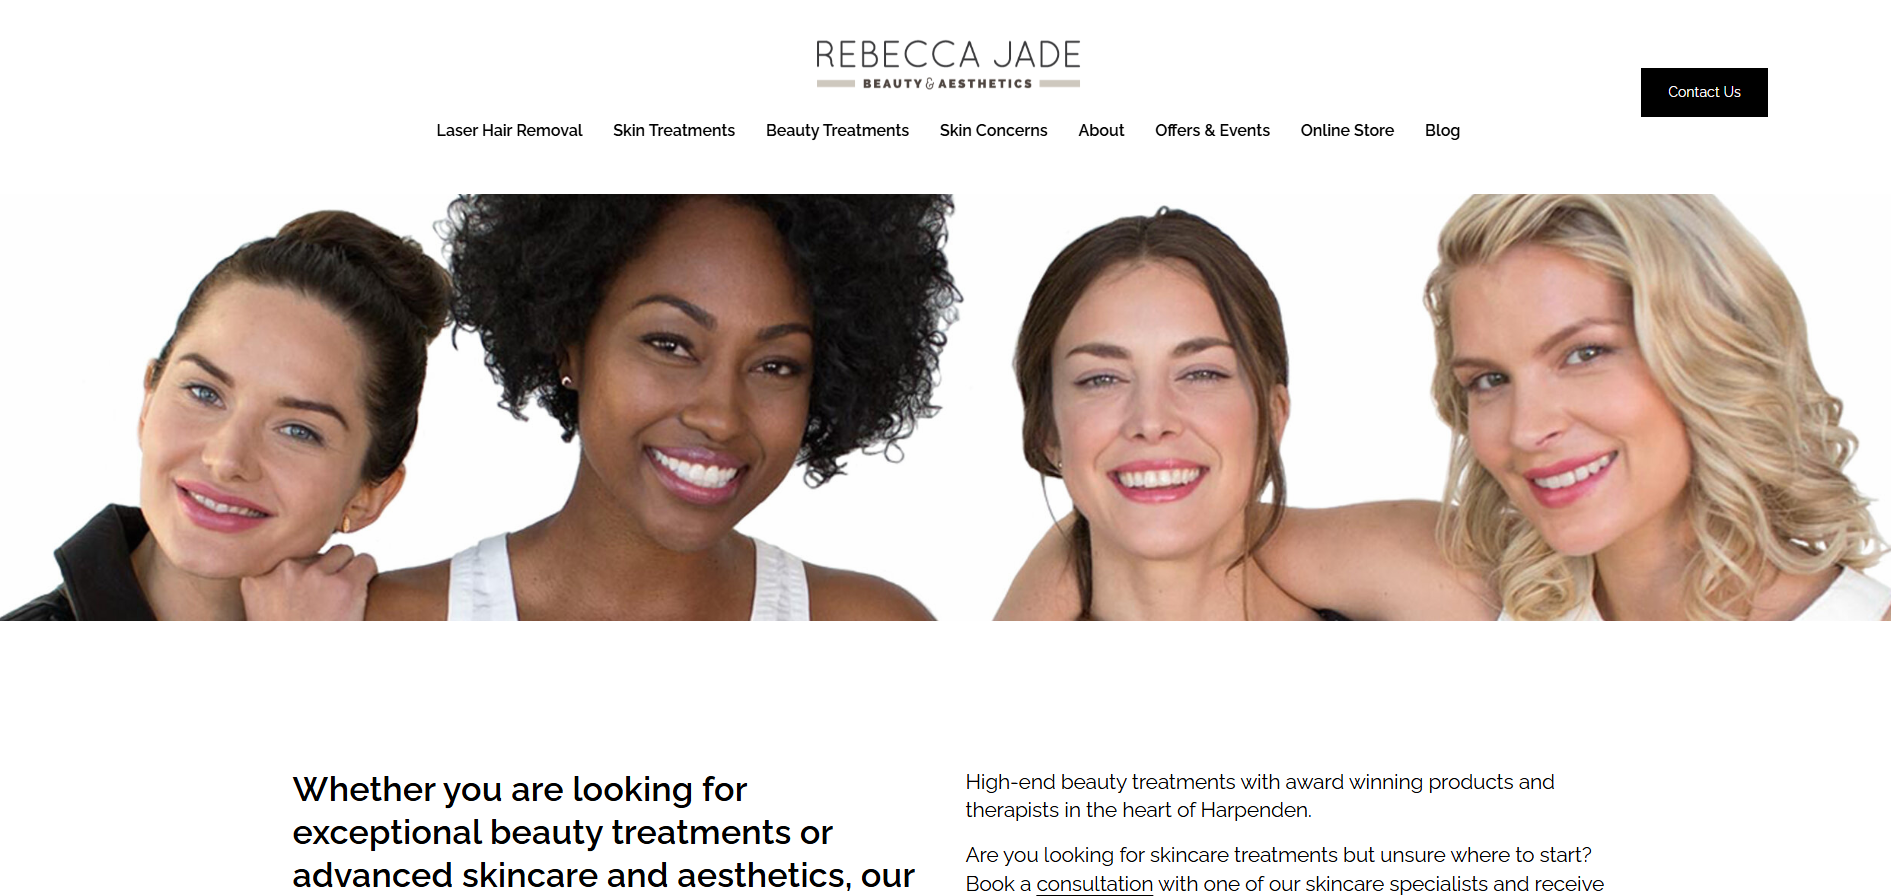 REBECCA JADE
BEAUTY & AESTHETICS
Contact Us
Laser Hair Removal Skin Treatments Beauty Treatments Skin Concerns About Offers & Events Online Store Blog
Whether you are looking for
exceptional beauty treatments or
advanced skincare and aesthetics, our
High-end beauty treatments with award winning products and
therapists in the heart of Harpenden.
Are you looking for skincare treatments but unsure where to start?
Book a consultation with one of our skincare specialists and receive